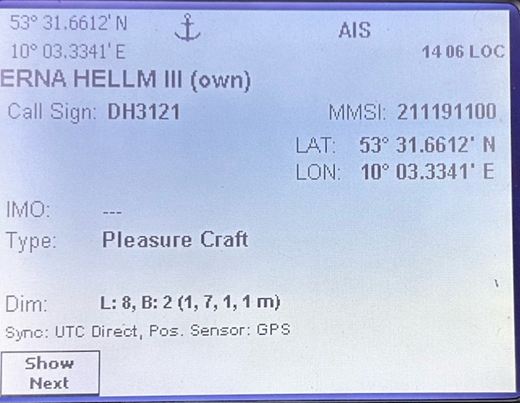 53° 31.6612' N
AIS
10° 03.3341' E
14 06 LOC
ERNA HELLM III (own)
Call Sign: DH3121 MMSI: 211191100
LAT: 53° 31.6612' N
LON: 10° 03.3341' E
IMO: ---
Type: Pleasure Craft
Dim: L: 8, B: 2 (1, 7, 1, 1 m)
Sync: UTC Direct, Pos. Sensor: GPS
Show
Next